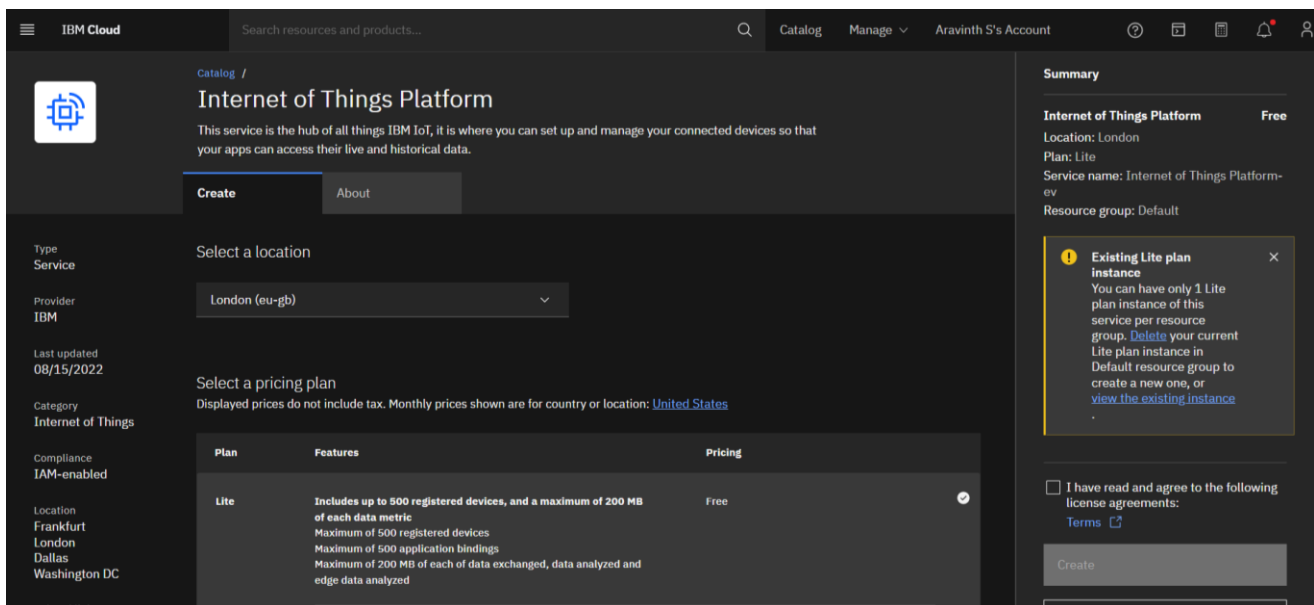 IBM Cloud
Search resources and products...
Catalog
Manage
Aravinth S's Account
Catalog /
Internet of Things Platform
This service is the hub of all things IBM IoT, it is where you can set up and manage your connected devices so that
your apps can access their live and historical data.
Create
About
Type
Service
Provider
IBM
Last updated
08/15/2022
Category
Internet of Things
Compliance
IAM-enabled
Location
Frankfurt
London
Dallas
Washington DC
Select a location
London (eu-gb)
Select a pricing plan
Displayed prices do not include tax. Monthly prices shown are for country or location: United States
Plan
Features
Pricing
Lite
Includes up to 500 registered devices, and a maximum of 200 MB
of each data metric
Maximum of 500 registered devices
Maximum of 500 application bindings
Maximum of 200 MB of each of data exchanged, data analyzed and
edge data analyzed
Free
Summary
Internet of Things Platform Free
Location: London
Plan: Lite
Service name: Internet of Things Platform-
ev
Resource group: Default
Existing Lite plan
instance
You can have only 1 Lite
plan instance of this
service per resource
group. Delete your current
Lite plan instance in
Default resource group to
create a new one, or
view the existing instance
.
I have read and agree to the following
license agreements:
Terms
Create